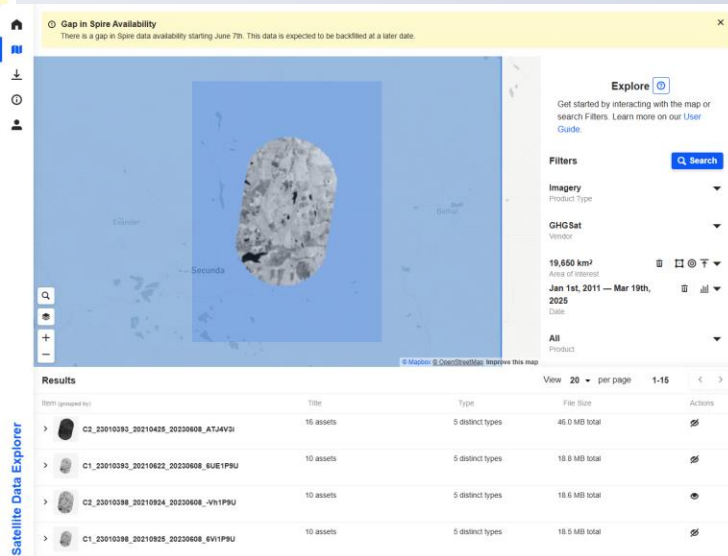 Gap in Spire Availability
There is a gap in Spire data availability starting June 7th. This data is expected to be backfilled at a later date.
Explore
Get started by interacting with the map or
search Filters. Learn more on our User
Guide.
Filters
Search
Imagery
Product Type
GHGSat
Vendor
19,650 km²
Area of Interest
Jan 1st, 2011 — Mar 19th,
2025
Date
All
Product
Evander
Bethal
Secunda
© Mapbox © OpenStreetMap Improve this map
Results
View 20 per page 1-15
Item (grouped by) Title Type File Size Actions
C2_23010393_20210425_20230608_ATJ4V3i 16 assets 5 distinct types 46.0 MB total
C1_23010393_20210622_20230608_6UE1P9U 10 assets 5 distinct types 18.8 MB total
C2_23010398_20210924_20230608_-Vh1P9U 10 assets 5 distinct types 18.6 MB total
C1_23010398_20210925_20230608_6Vi1P9U 10 assets 5 distinct types 18.5 MB total
Satellite Data Explorer